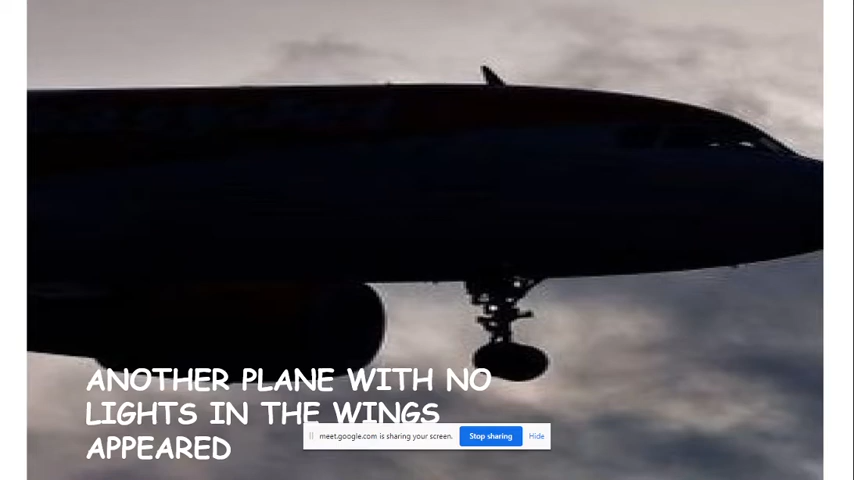 ANOTHER PLANE WITH NO
LIGHTS IN THE WINGS
APPEARED
meet.google.com is sharing your screen. Stop sharing Hide